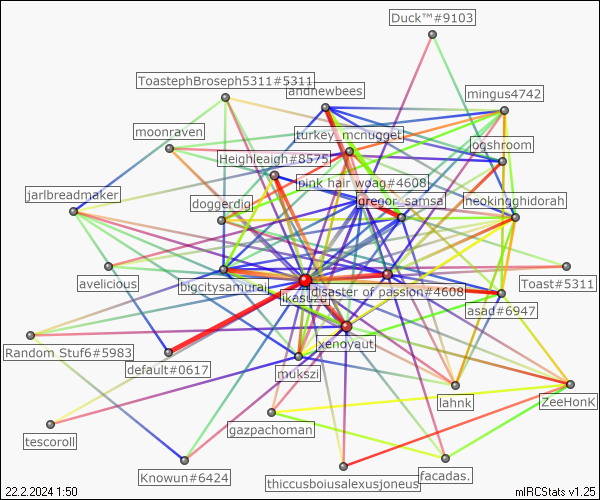 Duck™#9103
ToastephBroseph5311#5311
andnewbees
mingus4742
moonraven
turkey_mcnugget
ogshroom
Heighleaigh#8575
pink hair woag#4608
jarlbreadmaker
doggerdig
gregor_samsa
neokingghidorah
avelicious
bigcitysamurai
disaster of passion#4608
Toast#5311
ikasuzu
asad#6947
Random Stuf6#5983
default#0617
xenoyaut
mukszi
lahnk
ZeeHonK
tescoroll
gazpachoman
Knowun#6424
thiccusboiusalexusjoneus
facadas.
22.2.2024 1:50
mIRCStats v1.25